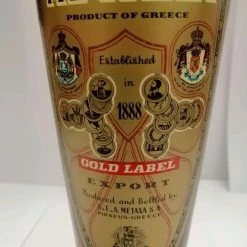 PRODUCT OF GREECE
Established
in
1888
GOLD LABEL
EXPORT
Produced and Bottled by
S.E.A METAXA S.A.
PIRAEUS-GREECE